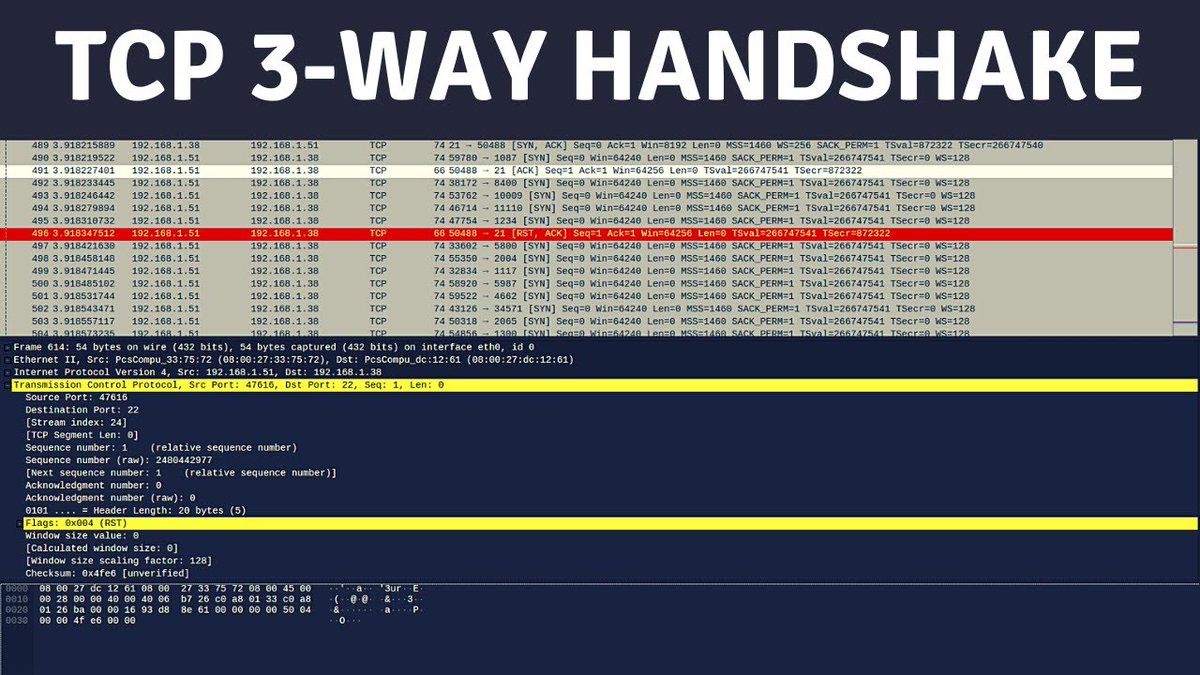 TCP 3-WAY HANDSHAKE
489 3.918215889 192.168.1.38 192.168.1.51 TCP 74 21 → 50488 [SYN, ACK] Seq=0 Ack=1 Win=8192 Len=0 MSS=1460 WS=256 SACK_PERM=1 TSval=872322 TSecr=266747540
490 3.918219522 192.168.1.51 192.168.1.38 TCP 74 59780 → 1087 [SYN] Seq=0 Win=64240 Len=0 MSS=1460 SACK_PERM=1 TSval=266747541 TSecr=0 WS=128
491 3.918227401 192.168.1.51 192.168.1.38 TCP 66 50488 → 21 [ACK] Seq=1 Ack=1 Win=64256 Len=0 TSval=266747541 TSecr=872322
492 3.918233445 192.168.1.51 192.168.1.38 TCP 74 38172 → 8400 [SYN] Seq=0 Win=64240 Len=0 MSS=1460 SACK_PERM=1 TSval=266747541 TSecr=0 WS=128
493 3.918246442 192.168.1.51 192.168.1.38 TCP 74 53762 → 10009 [SYN] Seq=0 Win=64240 Len=0 MSS=1460 SACK_PERM=1 TSval=266747541 TSecr=0 WS=128
494 3.918279894 192.168.1.51 192.168.1.38 TCP 74 46714 → 11110 [SYN] Seq=0 Win=64240 Len=0 MSS=1460 SACK_PERM=1 TSval=266747541 TSecr=0 WS=128
495 3.918310732 192.168.1.51 192.168.1.38 TCP 74 47754 → 1234 [SYN] Seq=0 Win=64240 Len=0 MSS=1460 SACK_PERM=1 TSval=266747541 TSecr=0 WS=128
496 3.918347512 192.168.1.51 192.168.1.38 TCP 66 50488 → 21 [RST, ACK] Seq=1 Ack=1 Win=64256 Len=0 TSval=266747541 TSecr=872322
497 3.918421630 192.168.1.51 192.168.1.38 TCP 74 33602 → 5800 [SYN] Seq=0 Win=64240 Len=0 MSS=1460 SACK_PERM=1 TSval=266747541 TSecr=0 WS=128
498 3.918458148 192.168.1.51 192.168.1.38 TCP 74 55350 → 2004 [SYN] Seq=0 Win=64240 Len=0 MSS=1460 SACK_PERM=1 TSval=266747541 TSecr=0 WS=128
499 3.918471445 192.168.1.51 192.168.1.38 TCP 74 32834 → 1117 [SYN] Seq=0 Win=64240 Len=0 MSS=1460 SACK_PERM=1 TSval=266747541 TSecr=0 WS=128
500 3.918485102 192.168.1.51 192.168.1.38 TCP 74 58920 → 5987 [SYN] Seq=0 Win=64240 Len=0 MSS=1460 SACK_PERM=1 TSval=266747541 TSecr=0 WS=128
501 3.918531744 192.168.1.51 192.168.1.38 TCP 74 59522 → 4662 [SYN] Seq=0 Win=64240 Len=0 MSS=1460 SACK_PERM=1 TSval=266747541 TSecr=0 WS=128
502 3.918543471 192.168.1.51 192.168.1.38 TCP 74 43126 → 34571 [SYN] Seq=0 Win=64240 Len=0 MSS=1460 SACK_PERM=1 TSval=266747541 TSecr=0 WS=128
503 3.918557117 192.168.1.51 192.168.1.38 TCP 74 50318 → 2065 [SYN] Seq=0 Win=64240 Len=0 MSS=1460 SACK_PERM=1 TSval=266747541 TSecr=0 WS=128
504 3.918573235 192.168.1.51 192.168.1.38 TCP 74 54856 → 1300 [SYN] Seq=0 Win=64240 Len=0 MSS=1460 SACK_PERM=1 TSval=266747541 TSecr=0 WS=128
Frame 614: 54 bytes on wire (432 bits), 54 bytes captured (432 bits) on interface eth0, id 0
Ethernet II, Src: PcsCompu_33:75:72 (08:00:27:33:75:72), Dst: PcsCompu_dc:12:61 (08:00:27:dc:12:61)
Internet Protocol Version 4, Src: 192.168.1.51, Dst: 192.168.1.38
Transmission Control Protocol, Src Port: 47616, Dst Port: 22, Seq: 1, Len: 0
Source Port: 47616
Destination Port: 22
[Stream index: 24]
[TCP Segment Len: 0]
Sequence number: 1 (relative sequence number)
Sequence number (raw): 2480442977
[Next sequence number: 1 (relative sequence number)]
Acknowledgment number: 0
Acknowledgment number (raw): 0
0101 .... = Header Length: 20 bytes (5)
Flags: 0x004 (RST)
Window size value: 0
[Calculated window size: 0]
[Window size scaling factor: 128]
Checksum: 0x4fe6 [unverified]
0000 08 00 27 dc 12 61 08 00 27 33 75 72 08 00 45 00 ··'··a·· '3ur··E·
0010 00 28 00 00 40 00 40 06 b7 26 c0 a8 01 33 c0 a8 ·(··@·@· ·&···3··
0020 01 26 ba 00 00 16 93 d8 8e 61 00 00 00 00 50 04 ·&······ ·a····P·
0030 00 00 4f e6 00 00 ··O···